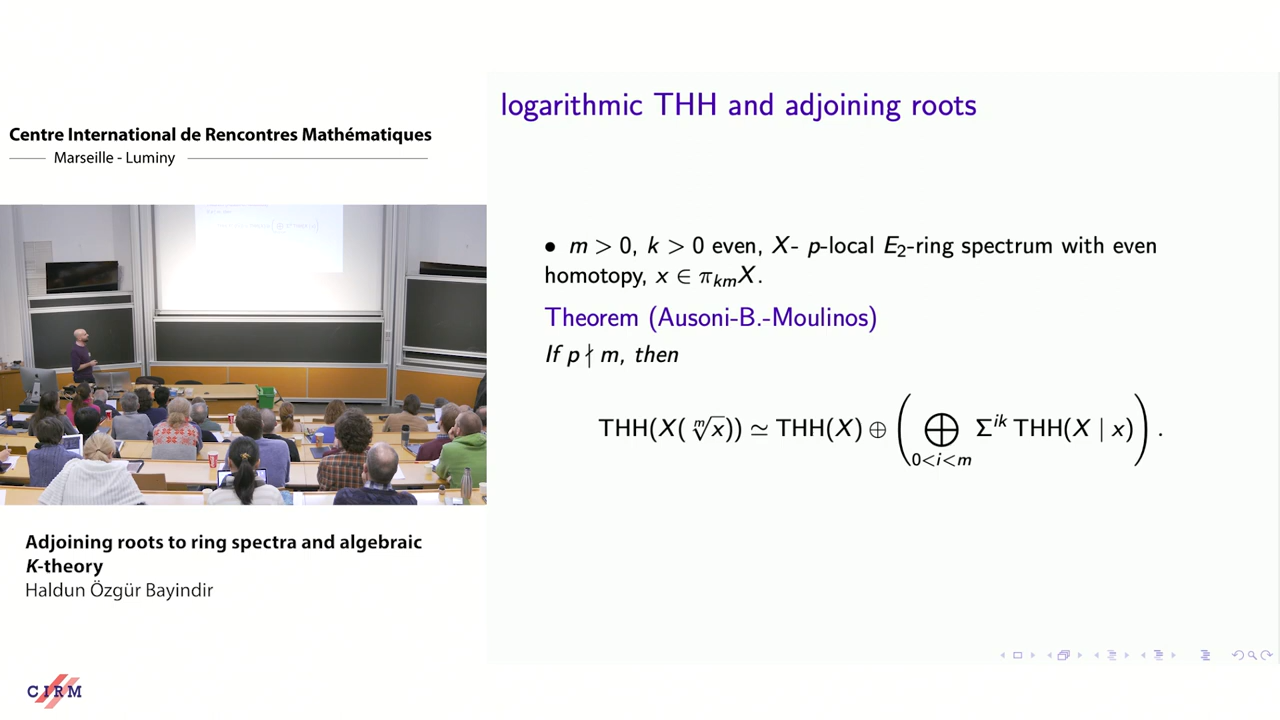 Centre International de Rencontres Mathématiques
Marseille - Luminy
Adjoining roots to ring spectra and algebraic
K-theory
Haldun Özgür Bayindir
CIRM
logarithmic THH and adjoining roots
• m > 0, k > 0 even, X- p-local E₂-ring spectrum with even
homotopy, x ∈ πₖₘX.
Theorem (Ausoni-B.-Moulinos)
If p ∤ m, then
THH(X(ᵐ√x)) ≃ THH(X) ⊕ ( ⊕_{0<i<m} Σ^{ik} THH(X | x) ) .